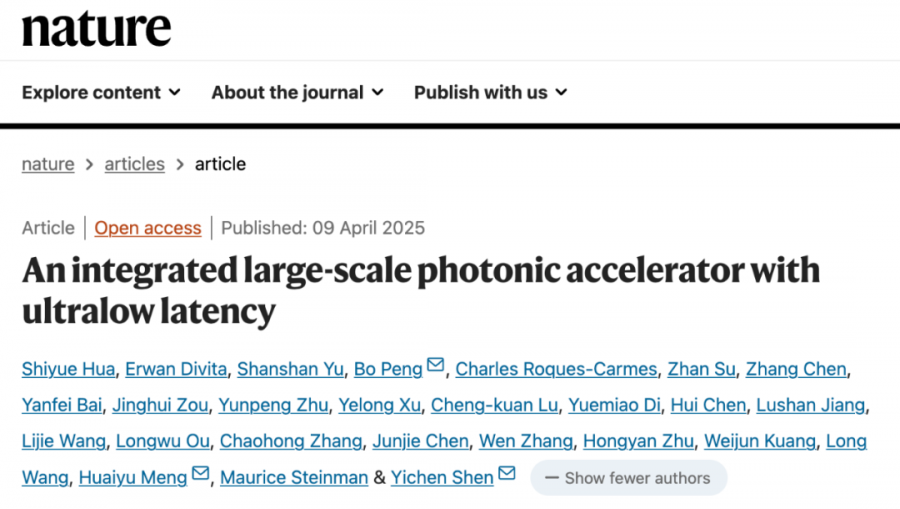 nature
Explore content About the journal Publish with us
nature > articles > article
Article | Open access | Published: 09 April 2025
An integrated large-scale photonic accelerator with
ultralow latency
Shiyue Hua, Erwan Divita, Shanshan Yu, Bo Peng, Charles Roques-Carmes, Zhan Su, Zhang Chen,
Yanfei Bai, Jinghui Zou, Yunpeng Zhu, Yelong Xu, Cheng-kuan Lu, Yuemiao Di, Hui Chen, Lushan Jiang,
Lijie Wang, Longwu Ou, Chaohong Zhang, Junjie Chen, Wen Zhang, Hongyan Zhu, Weijun Kuang, Long
Wang, Huaiyu Meng, Maurice Steinman & Yichen Shen — Show fewer authors